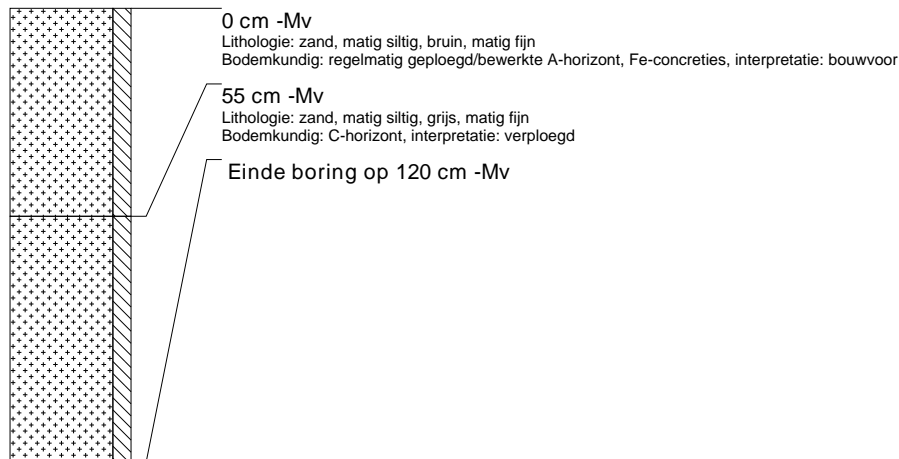 0 cm -Mv
Lithologie: zand, matig siltig, bruin, matig fijn
Bodemkundig: regelmatig geploegd/bewerkte A-horizont, Fe-concreties, interpretatie: bouwvoor
55 cm -Mv
Lithologie: zand, matig siltig, grijs, matig fijn
Bodemkundig: C-horizont, interpretatie: verploegd
Einde boring op 120 cm -Mv